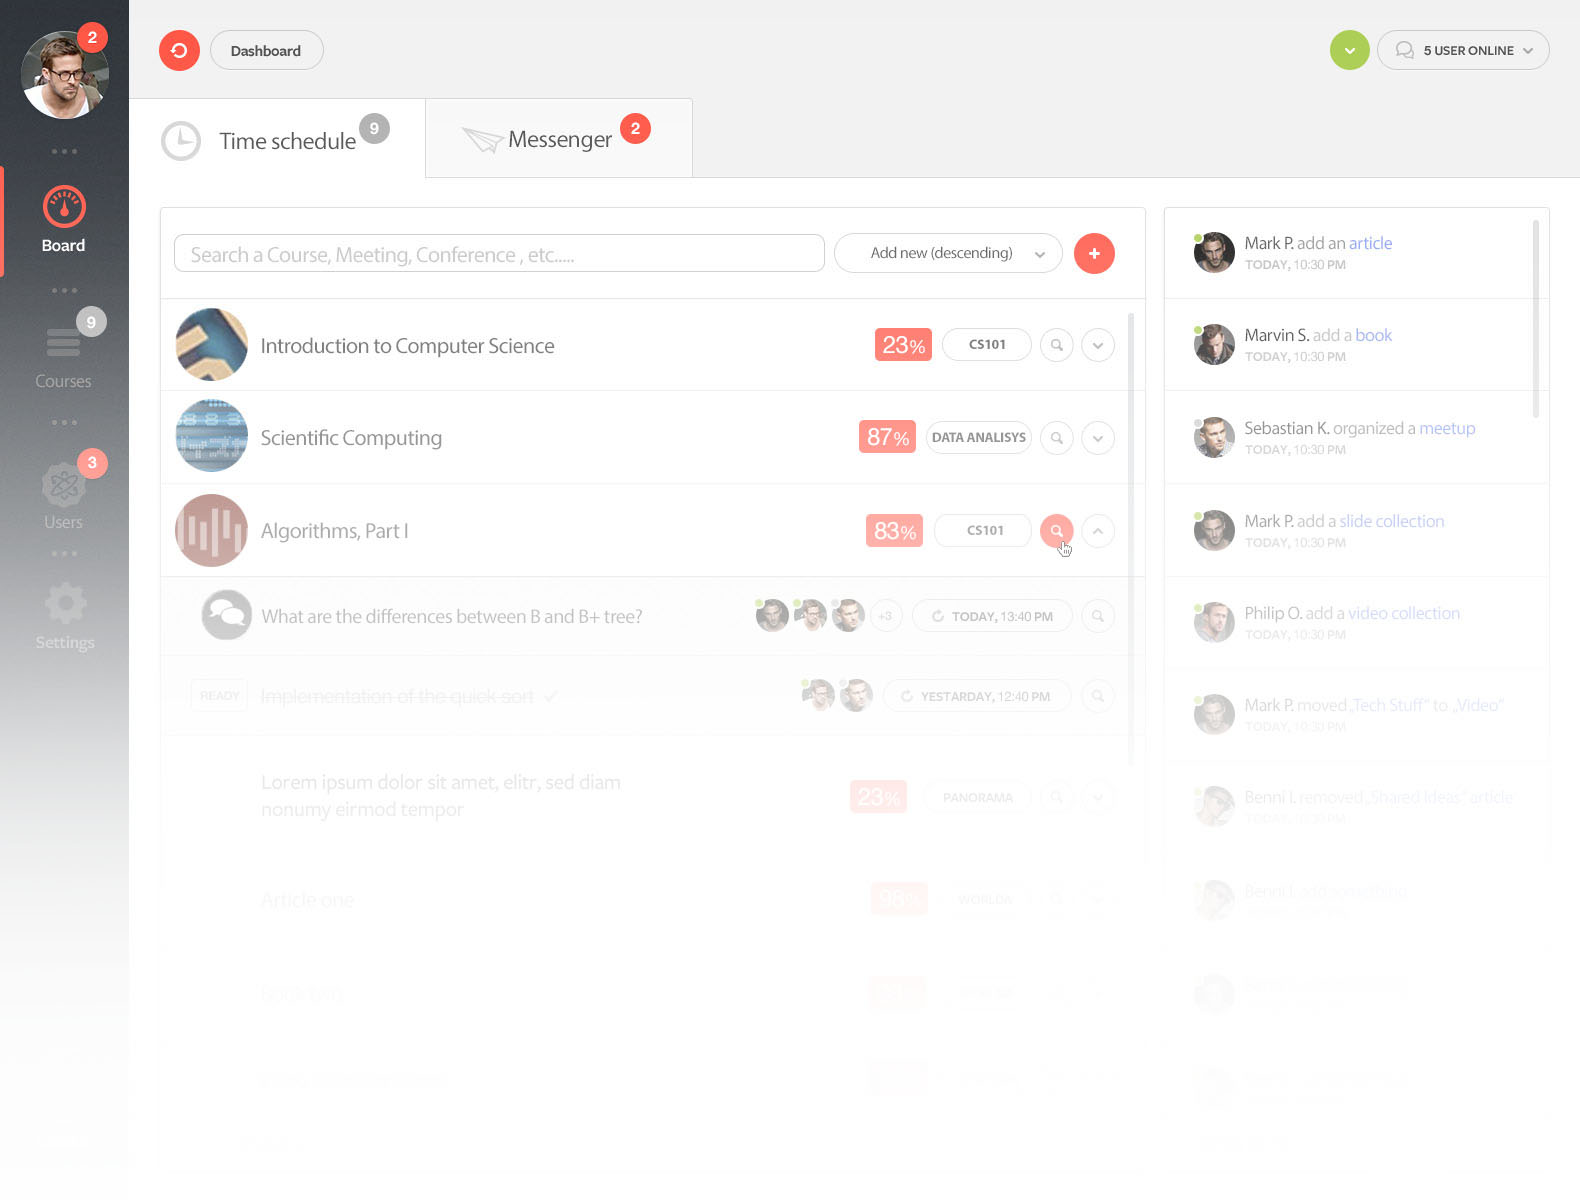 2
Dashboard
5 USER ONLINE
Time schedule 9
Messenger 2
Board
9
Courses
3
Users
Settings
Search a Course, Meeting, Conference , etc.....
Add new (descending)
+
Introduction to Computer Science
23%
CS101
Scientific Computing
87%
DATA ANALISYS
Algorithms, Part I
83%
CS101
What are the differences between B and B+ tree?
+3
TODAY, 13:40 PM
READY
Implementation of the quick sort
YESTARDAY, 12:40 PM
Lorem ipsum dolor sit amet, elitr, sed diam
nonumy eirmod tempor
23%
PANORAMA
Article one
98%
WORLDA
Book two
Mark P. add an article
TODAY, 10:30 PM
Marvin S. add a book
TODAY, 10:30 PM
Sebastian K. organized a meetup
TODAY, 10:30 PM
Mark P. add a slide collection
TODAY, 10:30 PM
Philip O. add a video collection
TODAY, 10:30 PM
Mark P. moved „Tech Stuff“ to „Video“
TODAY, 10:30 PM
Benni I. removed „Shared Ideas“ article
TODAY, 10:30 PM
Benni I. add somthing